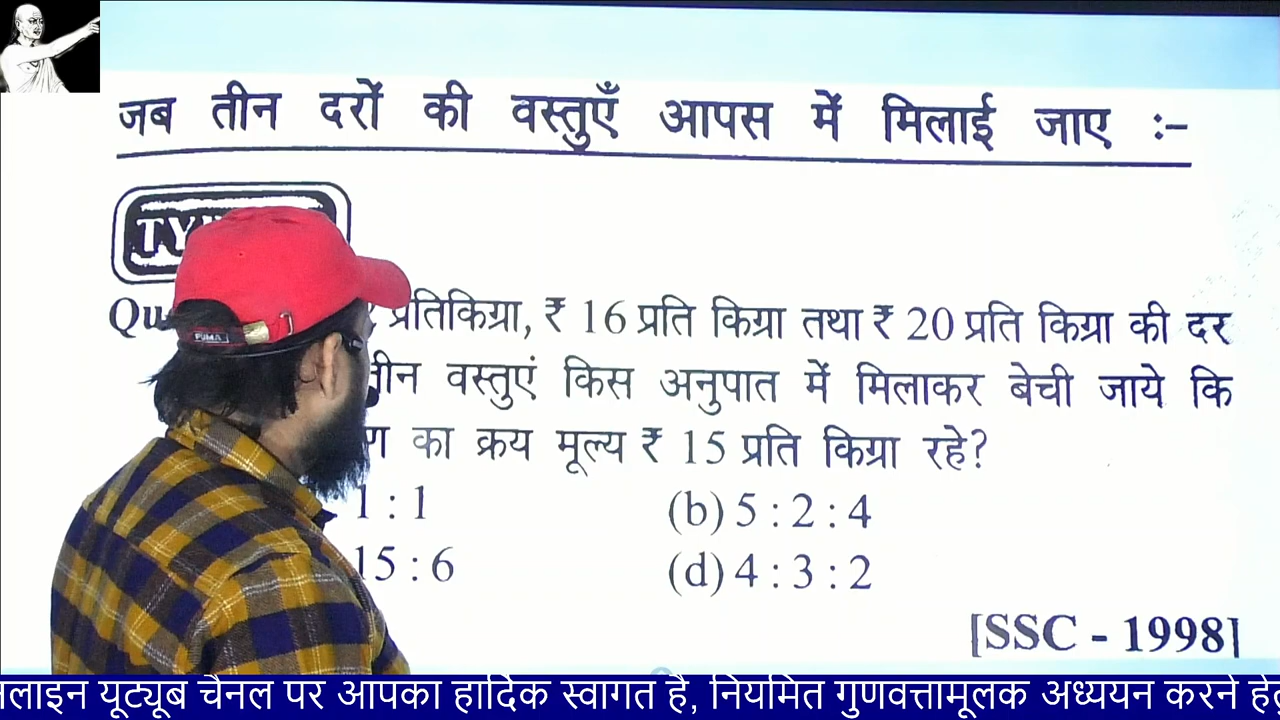 जब तीन दरों की वस्तुएँ आपस में मिलाई जाए :–
प्रतिकिग्रा, ₹ 16 प्रति किग्रा तथा ₹ 20 प्रति किग्रा की दर
तीन वस्तुएं किस अनुपात में मिलाकर बेची जाये कि
का क्रय मूल्य ₹ 15 प्रति किग्रा रहे?
1 : 1
(b) 5 : 2 : 4
15 : 6
(d) 4 : 3 : 2
[SSC - 1998]
PUMA
यूट्यूब चैनल पर आपका हार्दिक स्वागत है, नियमित गुणवत्तामूलक अध्ययन करने